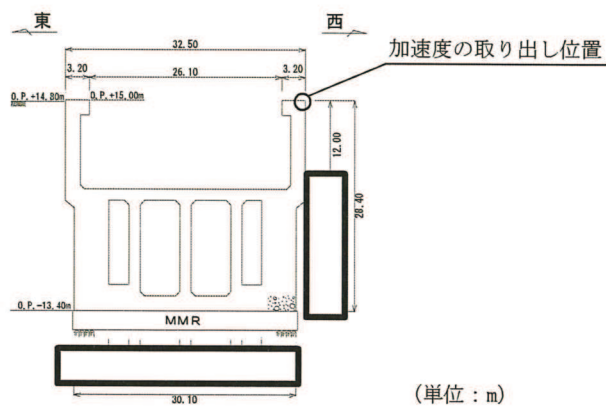 東
西
32.50
加速度の取り出し位置
3.20
26.10
3.20
O.P.+14.80m
O.P.+15.00m
12.00
28.40
O.P.-13.40m
MMR
30.10
(単位：m)